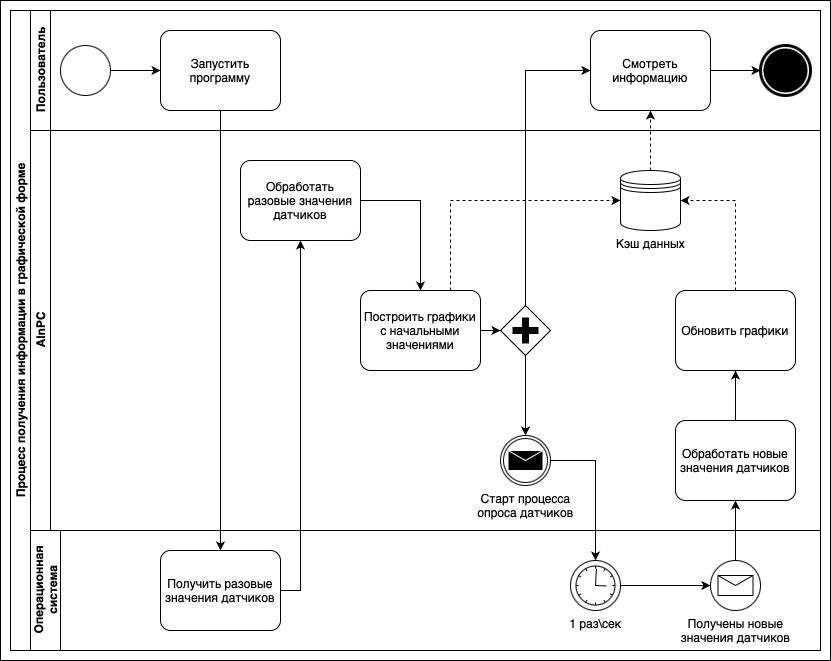 Процесс получения информации в графической форме
Пользователь
Запустить
программу
Смотреть
информацию
AInPC
Обработать
разовые значения
датчиков
Кэш данных
Построить графики
с начальными
значениями
Обновить графики
Обработать новые
значения датчиков
Старт процесса
опроса датчиков
Операционная
система
Получить разовые
значения датчиков
1 раз\сек
Получены новые
значения датчиков